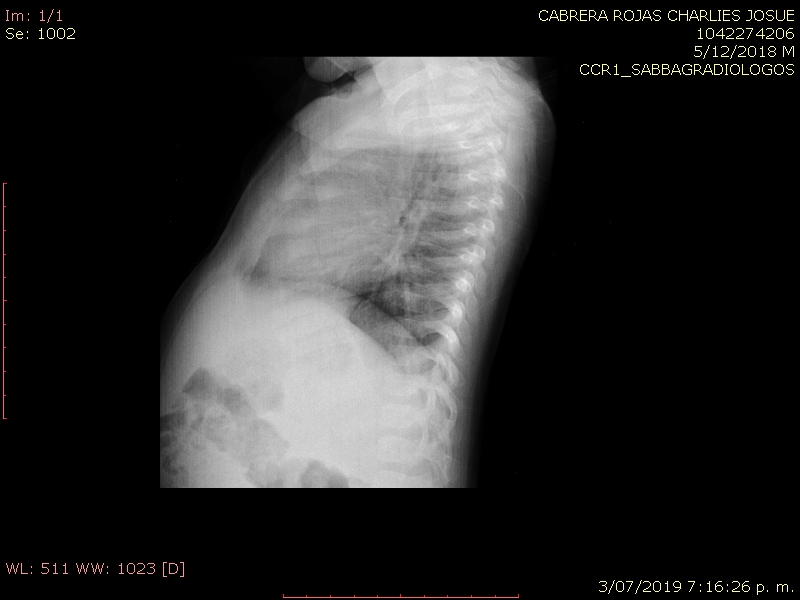 Im: 1/1
Se: 1002
CABRERA ROJAS CHARLIES JOSUE
1042274206
5/12/2018 M
CCR1_SABBAGRADIOLOGOS
WL: 511 WW: 1023 [D]
3/07/2019 7:16:26 p. m.